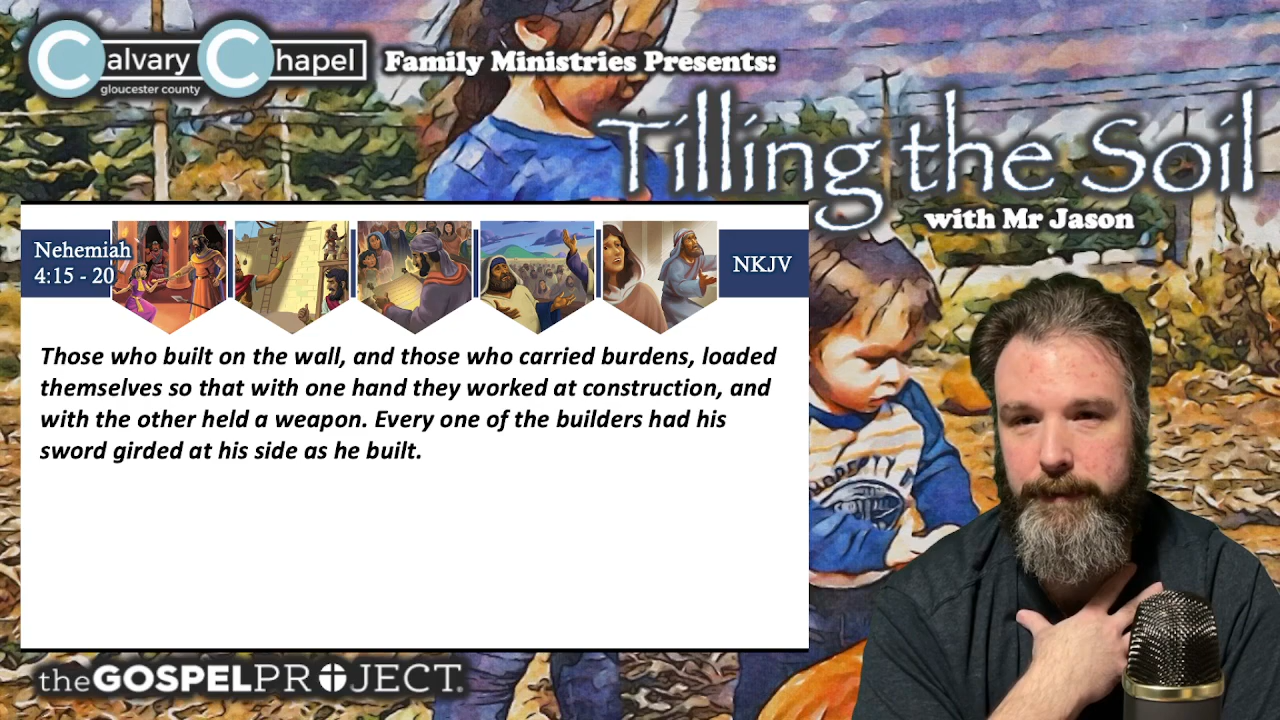 Calvary Chapel
gloucester county
Family Ministries Presents:
Tilling the Soil
with Mr Jason
Nehemiah
4:15 - 20
NKJV
Those who built on the wall, and those who carried burdens, loaded
themselves so that with one hand they worked at construction, and
with the other held a weapon. Every one of the builders had his
sword girded at his side as he built.
theGOSPELPROJECT®